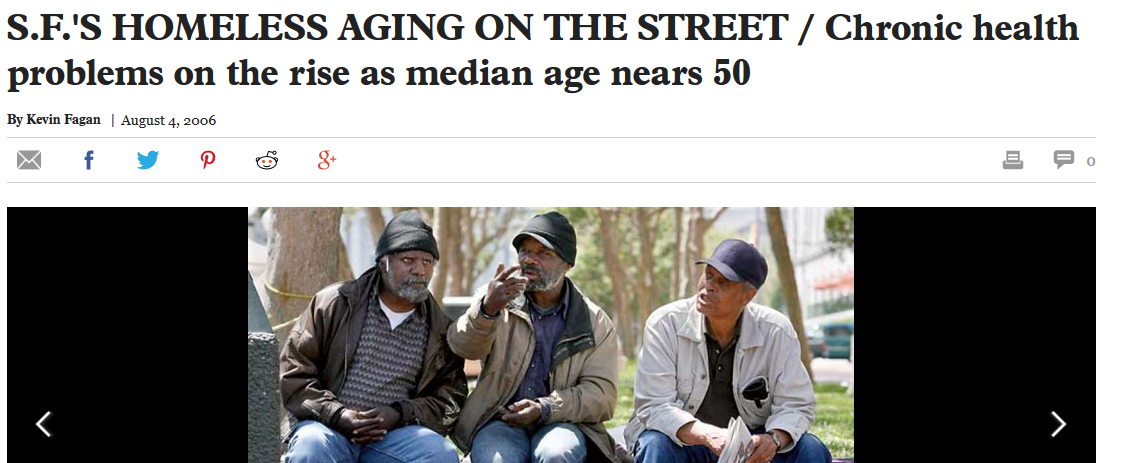 S.F.'S HOMELESS AGING ON THE STREET / Chronic health
problems on the rise as median age nears 50
By Kevin Fagan | August 4, 2006
0